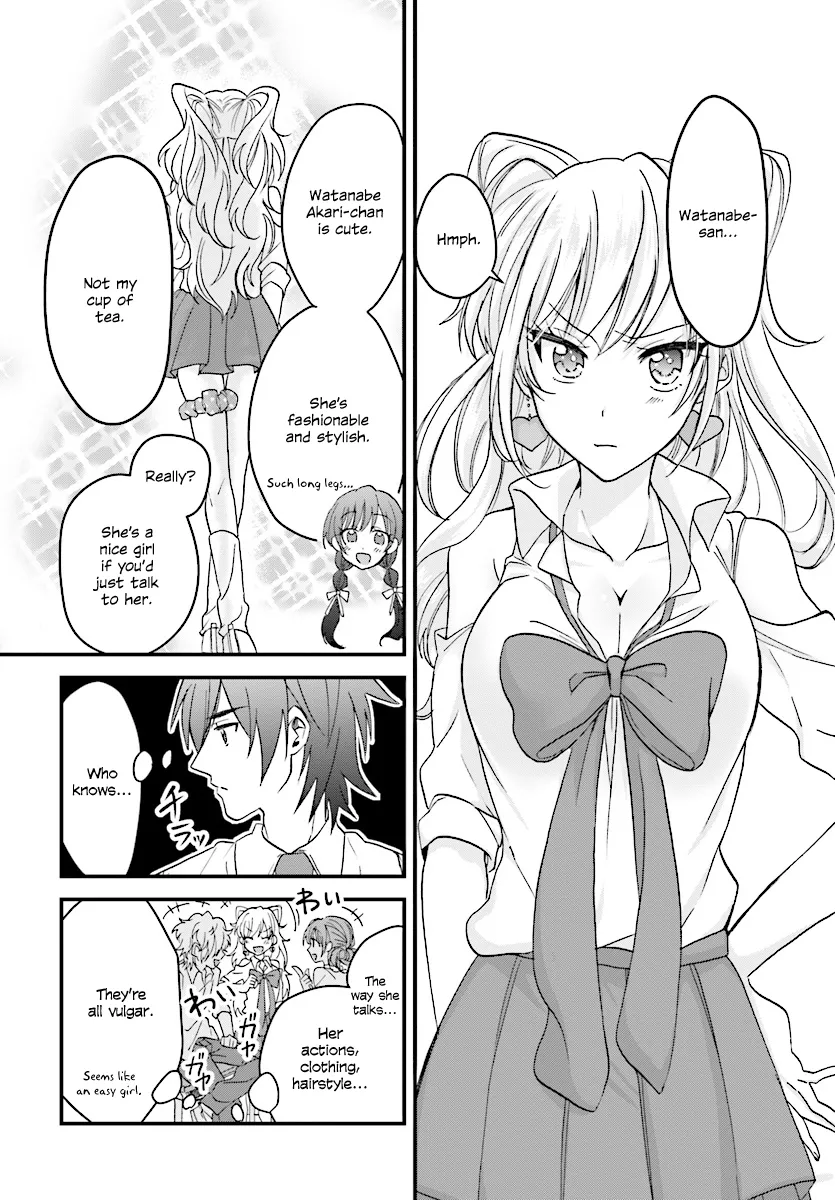 Watanabe-
san...
Hmph.
Watanabe
Akari-chan
is cute.
She's
fashionable
and stylish.
Such long legs...
Not my
cup of
tea.
Really?
She's a
nice girl
if you'd
just talk
to her.
Who
knows...
チラッ
わい
The
way she
talks...
Her
actions,
clothing,
hairstyle...
わい
ガヤ
ガヤ
They're
all vulgar.
Seems like
an easy girl.